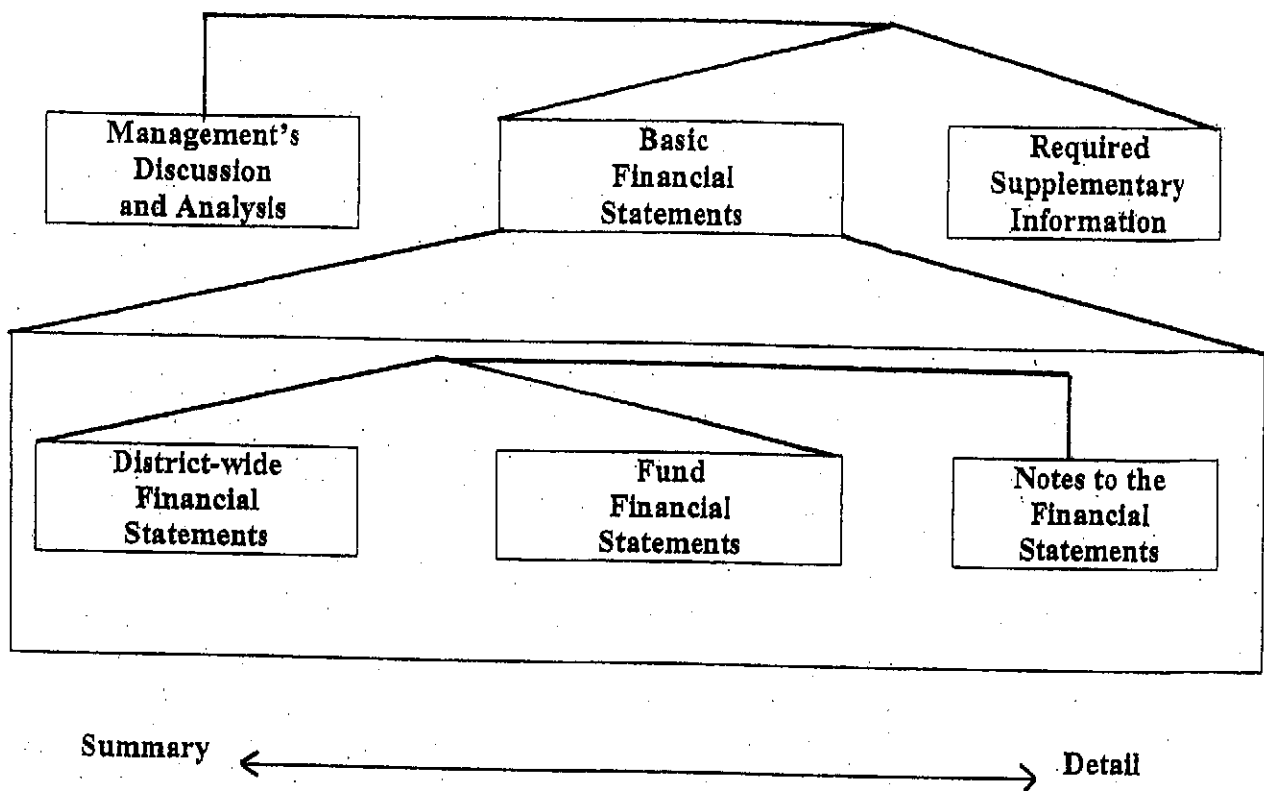 Management's
Discussion
and Analysis
Basic
Financial
Statements
Required
Supplementary
Information
District-wide
Financial
Statements
Fund
Financial
Statements
Notes to the
Financial
Statements
Summary
Detail